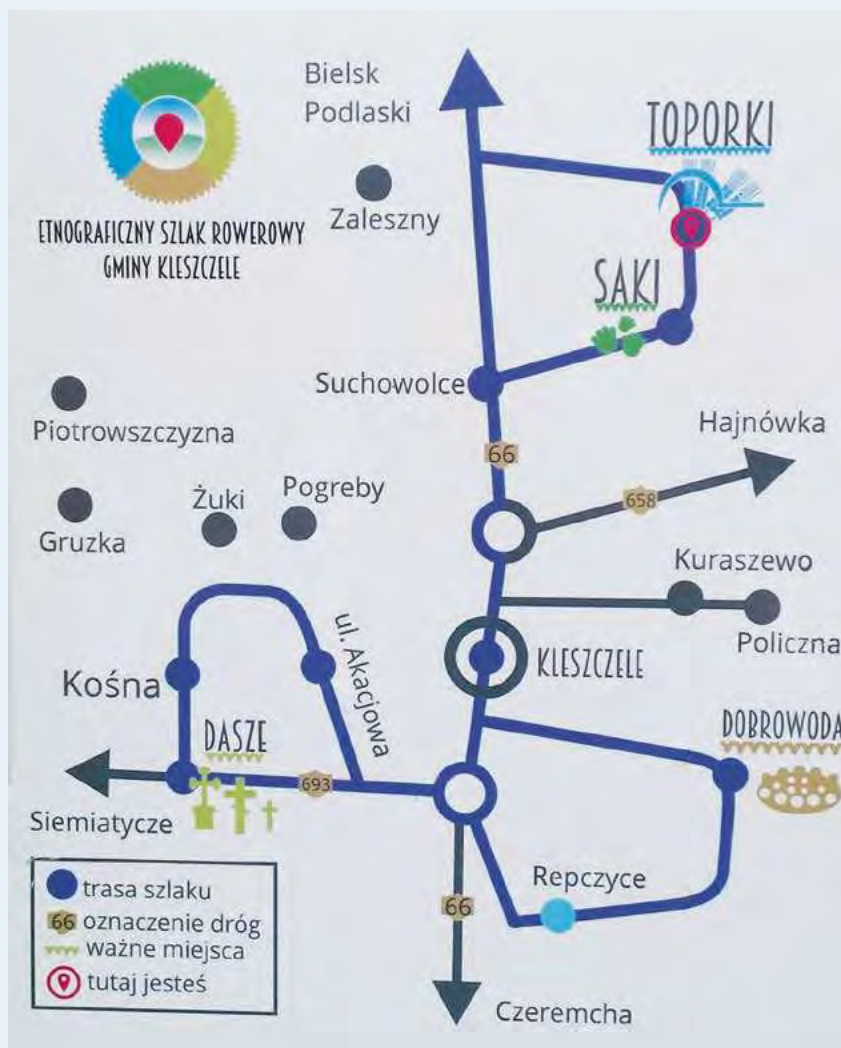 Bielsk
Podlaski
TOPORKI
Zaleszny
ETNOGRAFICZNY SZLAK ROWEROWY
GMINY KLESZCZELE
SAKI
Suchowolce
Piotrowszczyzna
Hajnówka
66
658
Żuki
Pogreby
Gruzka
Kuraszewo
Policzna
ul. Akacjowa
KLESZCZELE
Kośna
DASZE
DOBROWODA
693
Siemiatycze
Repczyce
trasa szlaku
66 oznaczenie dróg
ważne miejsca
tutaj jesteś
66
Czeremcha